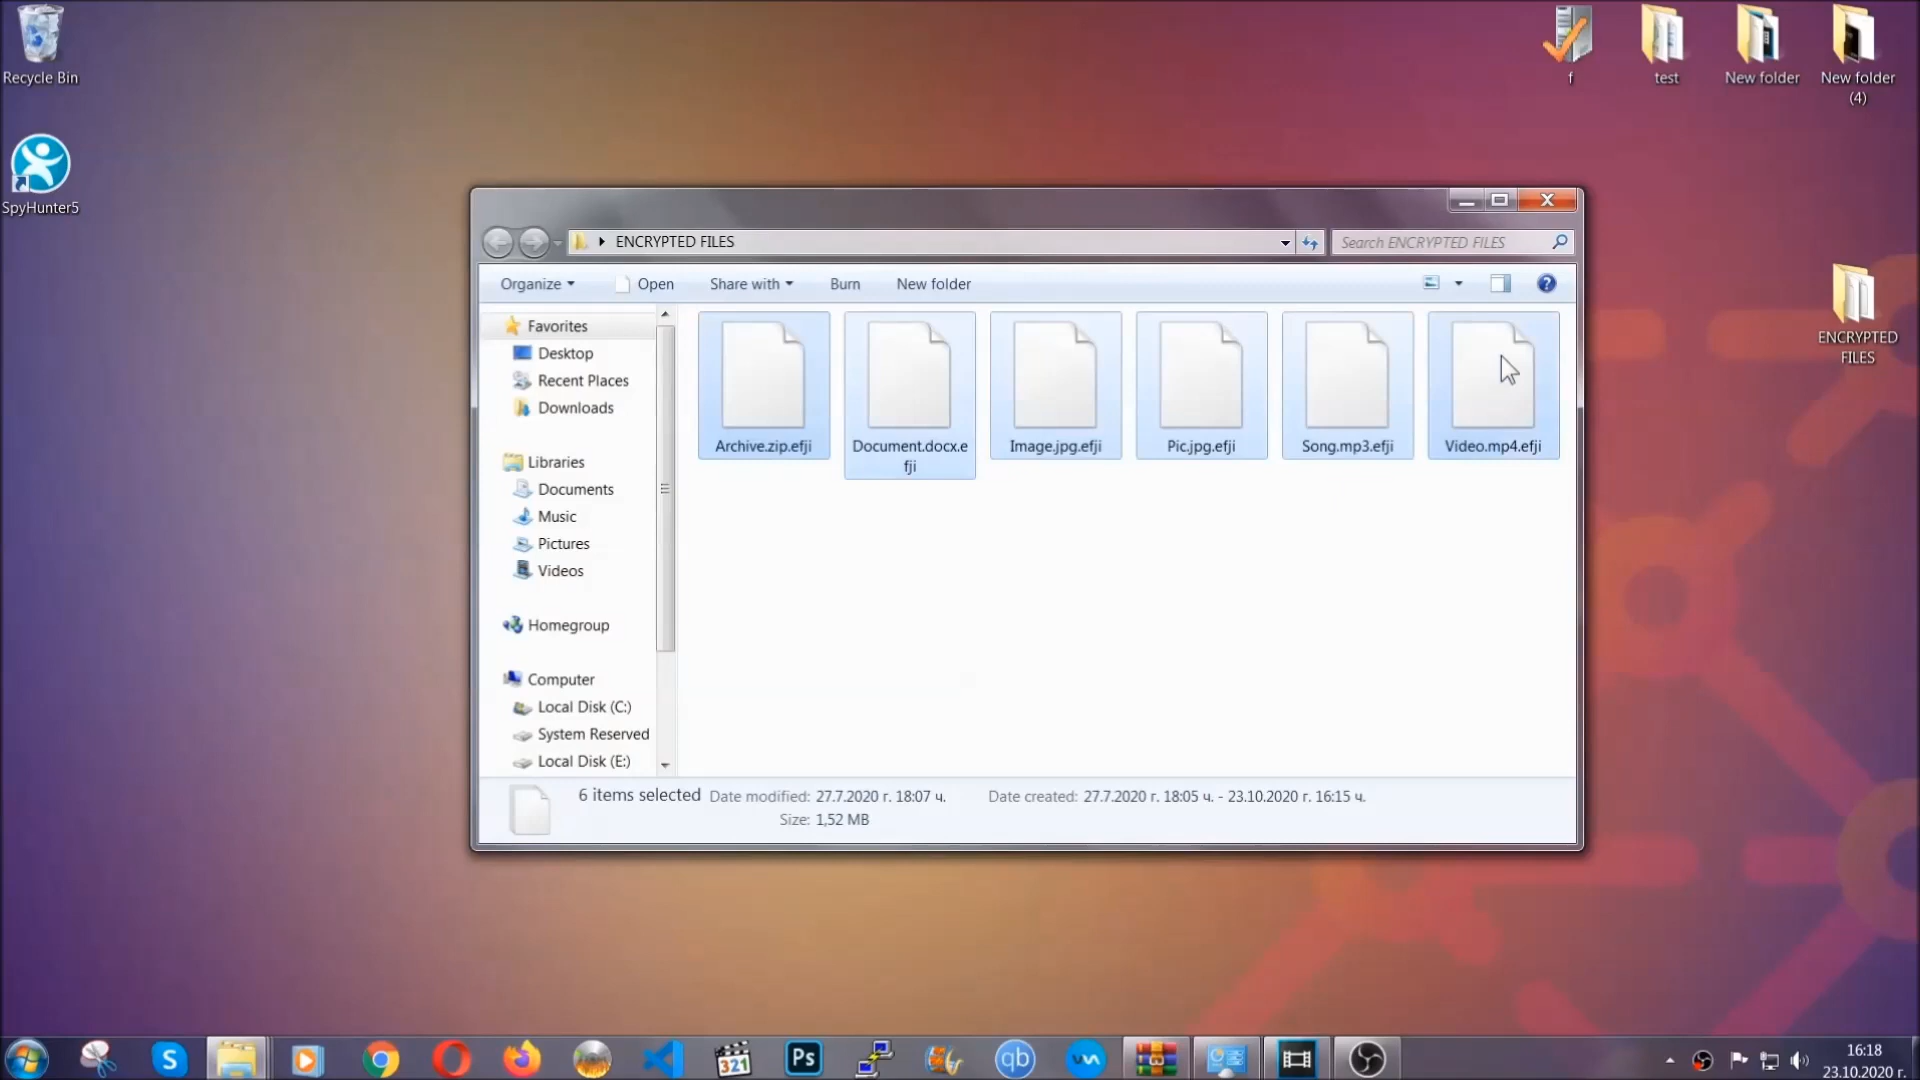 Recycle Bin
SpyHunter5
f
test
New folder
New folder
(4)
ENCRYPTED
FILES
ENCRYPTED FILES
Search ENCRYPTED FILES
Organize
Open
Share with
Burn
New folder
Favorites
Desktop
Recent Places
Downloads
Libraries
Documents
Music
Pictures
Videos
Homegroup
Computer
Local Disk (C:)
System Reserved
Local Disk (E:)
Archive.zip.efji
Document.docx.e
fji
Image.jpg.efji
Pic.jpg.efji
Song.mp3.efji
Video.mp4.efji
6 items selected
Date modified: 27.7.2020 г. 18:07 ч.
Date created: 27.7.2020 г. 18:05 ч. - 23.10.2020 г. 16:15 ч.
Size: 1,52 MB
S
321
Ps
qb
16:18
23.10.2020 г.